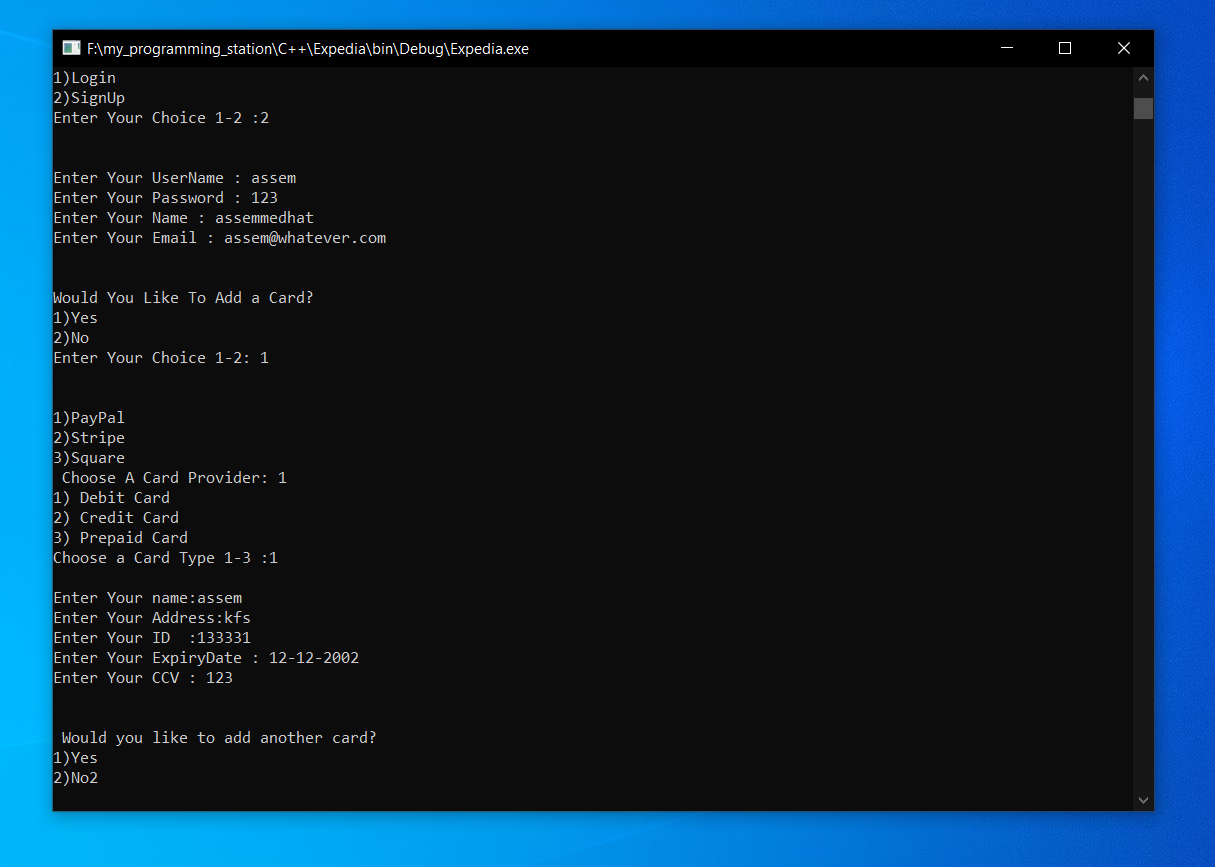 F:\my_programming_station\C++\Expedia\bin\Debug\Expedia.exe
1)Login
2)SignUp
Enter Your Choice 1-2 :2
Enter Your UserName : assem
Enter Your Password : 123
Enter Your Name : assemmedhat
Enter Your Email : assem@whatever.com
Would You Like To Add a Card?
1)Yes
2)No
Enter Your Choice 1-2: 1
1)PayPal
2)Stripe
3)Square
 Choose A Card Provider: 1
1) Debit Card
2) Credit Card
3) Prepaid Card
Choose a Card Type 1-3 :1
Enter Your name:assem
Enter Your Address:kfs
Enter Your ID  :133331
Enter Your ExpiryDate : 12-12-2002
Enter Your CCV : 123
 Would you like to add another card?
1)Yes
2)No2